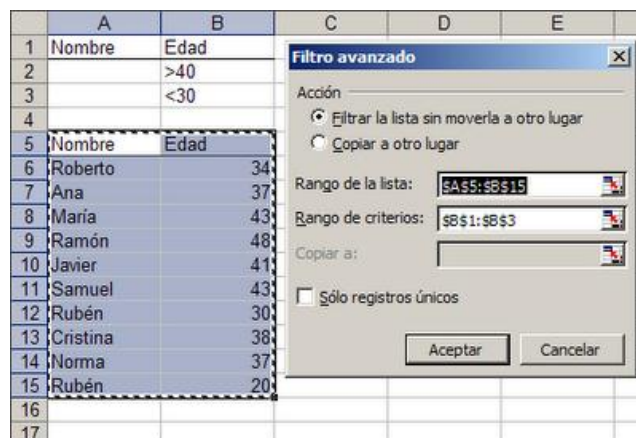 A B C D E
1 Nombre Edad
2 >40
3 <30
4
5 Nombre Edad
6 Roberto 34
7 Ana 37
8 María 43
9 Ramón 48
10 Javier 41
11 Samuel 43
12 Rubén 30
13 Cristina 38
14 Norma 37
15 Rubén 20
16
17
Filtro avanzado
Acción
Filtrar la lista sin moverla a otro lugar
Copiar a otro lugar
Rango de la lista: $A$5:$B$15
Rango de criterios: $B$1:$B$3
Copiar a:
Sólo registros únicos
Aceptar Cancelar